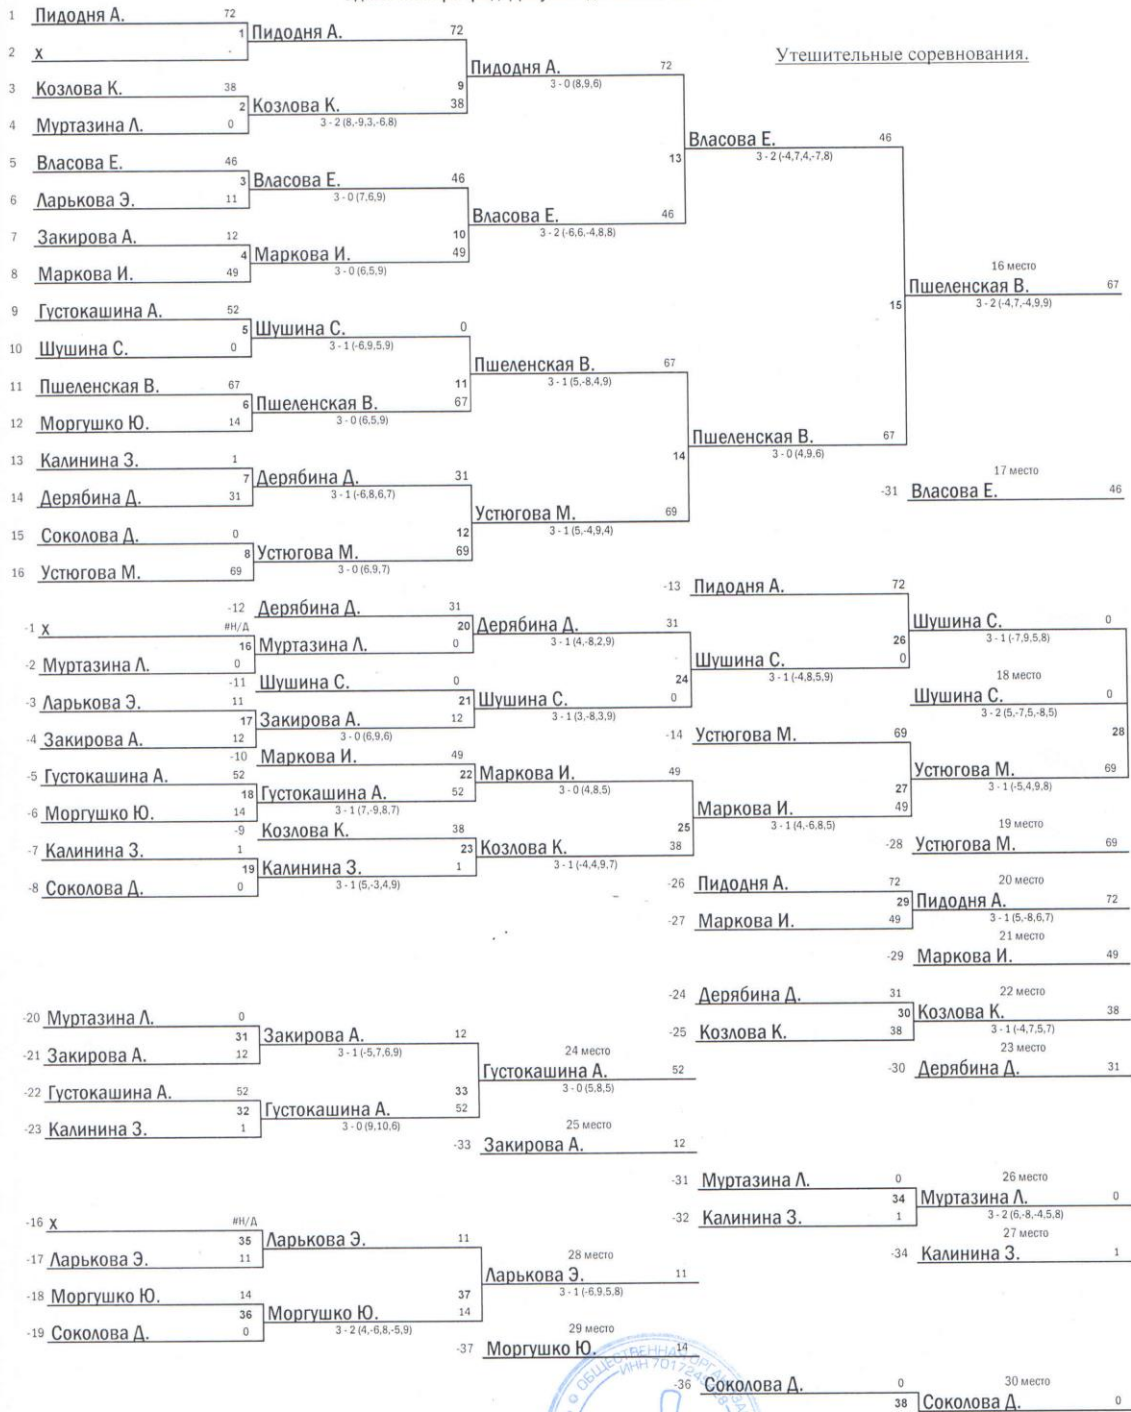 Утешительные соревнования.
1 Пидодня А. 72
1 Пидодня А. 72
2 X
Пидодня А. 72
3 - 0 (8,9,6)
3 Козлова К. 38
9
2 Козлова К. 38
3 - 2 (8,-9,3,-6,8)
4 Муртазина Л. 0
Власова Е. 46
13 3 - 2 (-4,7,4,-7,8)
5 Власова Е. 46
3 Власова Е. 46
3 - 0 (7,6,9)
6 Ларькова Э. 11
Власова Е. 46
3 - 2 (-6,6,-4,8,8)
7 Закирова А. 12
10
4 Маркова И. 49
3 - 0 (6,5,9)
8 Маркова И. 49
16 место
Пшеленская В. 67
15 3 - 2 (-4,7,-4,9,9)
9 Густокашина А. 52
5 Шушина С. 0
3 - 1 (-6,9,5,9)
10 Шушина С. 0
Пшеленская В. 67
3 - 1 (5,-8,4,9)
11 Пшеленская В. 67
11
6 Пшеленская В. 67
3 - 0 (6,5,9)
12 Моргушко Ю. 14
Пшеленская В. 67
14 3 - 0 (4,9,6)
13 Калинина З. 1
7 Дерябина Д. 31
3 - 1 (-6,8,6,7)
14 Дерябина Д. 31
17 место
-31 Власова Е. 46
Устюгова М. 69
3 - 1 (5,-4,9,4)
15 Соколова Д. 0
12
8 Устюгова М. 69
3 - 0 (6,9,7)
16 Устюгова М. 69
-13 Пидодня А. 72
-12 Дерябина Д. 31
-1 X #Н/Д
20 Дерябина Д. 31
3 - 1 (4,-8,2,9)
Шушина С. 0
3 - 1 (-7,9,5,8)
16 Муртазина Л. 0
26
-2 Муртазина Л. 0
Шушина С. 0
24 3 - 1 (-4,8,5,9)
-11 Шушина С. 0
18 место
-3 Ларькова Э. 11
21 Шушина С. 0
3 - 1 (3,-8,3,9)
Шушина С. 0
3 - 2 (5,-7,5,-8,5)
17 Закирова А. 12
3 - 0 (6,9,6)
28
-4 Закирова А. 12
-14 Устюгова М. 69
-10 Маркова И. 49
-5 Густокашина А. 52
22 Маркова И. 49
3 - 0 (4,8,5)
Устюгова М. 69
3 - 1 (-5,4,9,8)
18 Густокашина А. 52
3 - 1 (7,-9,8,7)
27
-6 Моргушко Ю. 14
Маркова И. 49
25 3 - 1 (4,-6,8,5)
-9 Козлова К. 38
19 место
-7 Калинина З. 1
23 Козлова К. 38
3 - 1 (-4,4,9,7)
-28 Устюгова М. 69
19 Калинина З. 1
3 - 1 (5,-3,4,9)
-8 Соколова Д. 0
-26 Пидодня А. 72
20 место
29 Пидодня А. 72
3 - 1 (5,-8,6,7)
-27 Маркова И. 49
21 место
-29 Маркова И. 49
-24 Дерябина Д. 31
22 место
30 Козлова К. 38
3 - 1 (-4,7,5,7)
-25 Козлова К. 38
23 место
-30 Дерябина Д. 31
-20 Муртазина Л. 0
31 Закирова А. 12
3 - 1 (-5,7,6,9)
-21 Закирова А. 12
24 место
Густокашина А. 52
3 - 0 (5,8,5)
-22 Густокашина А. 52
33
32 Густокашина А. 52
3 - 0 (9,10,6)
-23 Калинина З. 1
25 место
-33 Закирова А. 12
-31 Муртазина Л. 0
26 место
34 Муртазина Л. 0
3 - 2 (6,-8,-4,5,8)
-32 Калинина З. 1
27 место
-34 Калинина З. 1
-16 X #Н/Д
35 Ларькова Э. 11
-17 Ларькова Э. 11
28 место
Ларькова Э. 11
3 - 1 (-6,9,5,8)
-18 Моргушко Ю. 14
37
36 Моргушко Ю. 14
3 - 2 (4,-6,8,-5,9)
-19 Соколова Д. 0
29 место
-37 Моргушко Ю. 14
-36 Соколова Д. 0
30 место
38 Соколова Д. 0